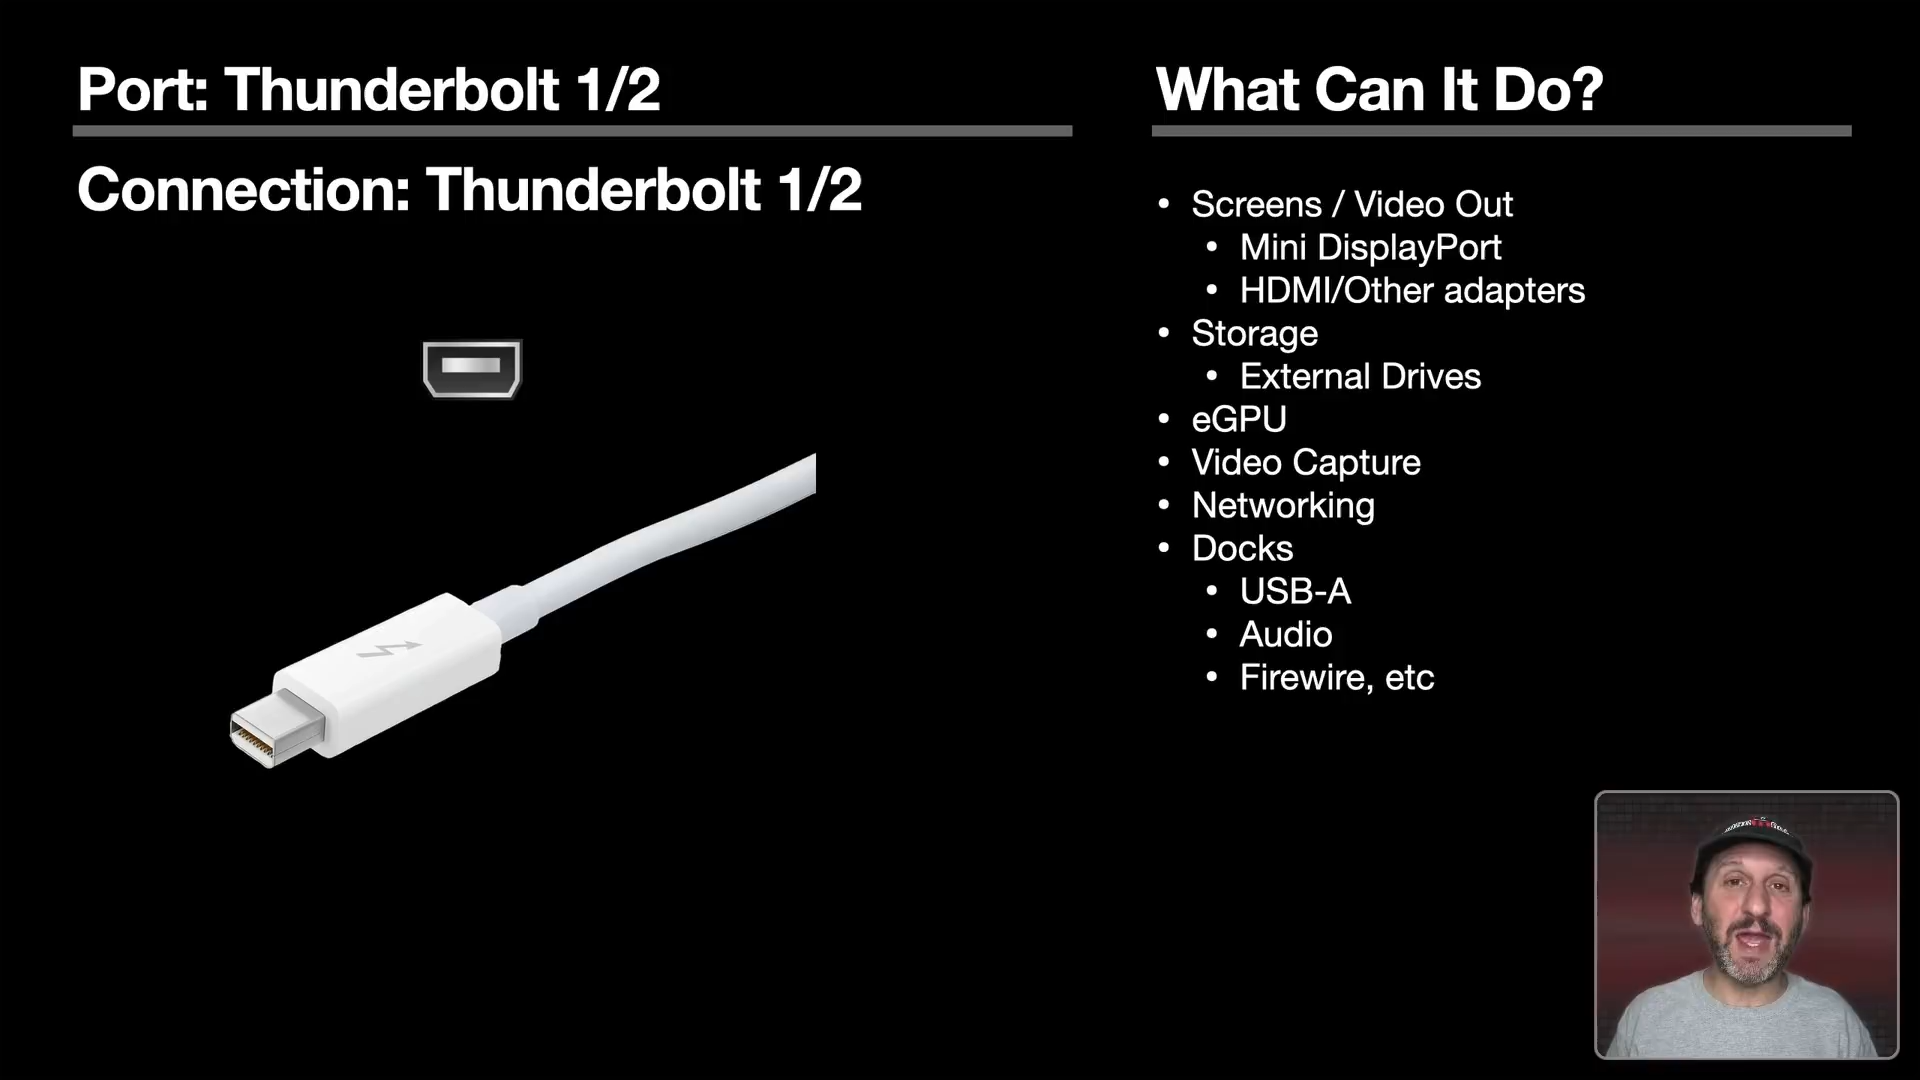 Port: Thunderbolt 1/2
Connection: Thunderbolt 1/2
What Can It Do?
• Screens / Video Out
• Mini DisplayPort
• HDMI/Other adapters
• Storage
• External Drives
• eGPU
• Video Capture
• Networking
• Docks
• USB-A
• Audio
• Firewire, etc